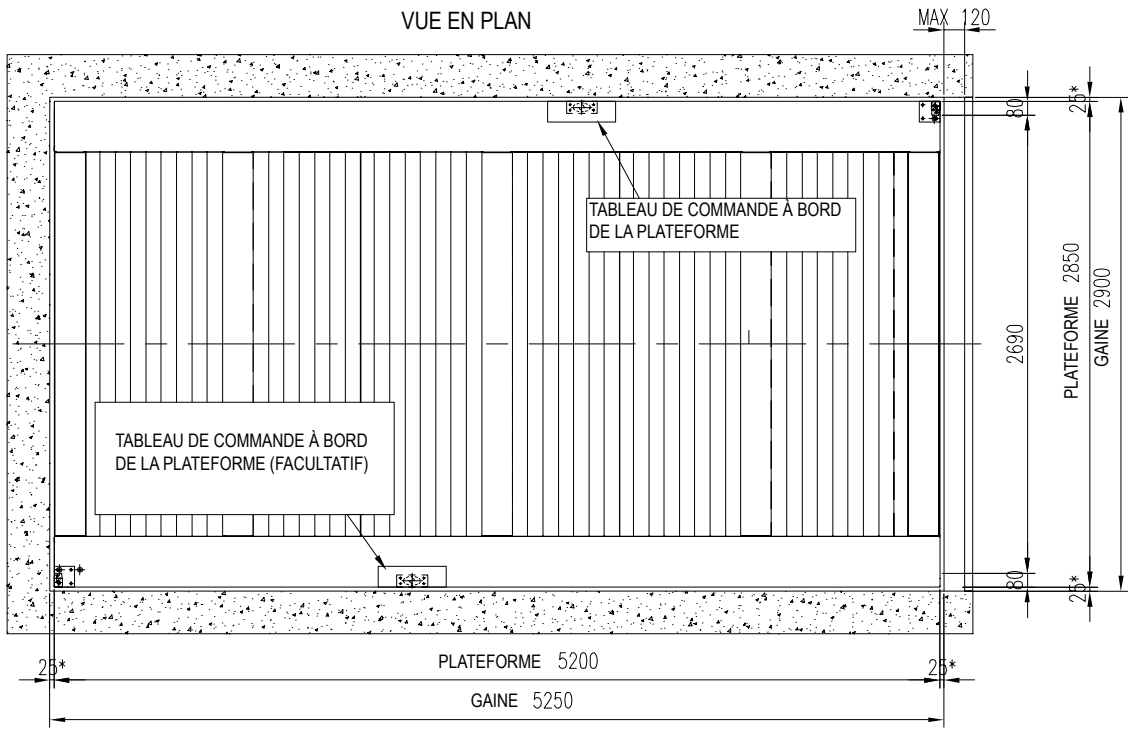 VUE EN PLAN
MAX 120
80
25*
TABLEAU DE COMMANDE À BORD
DE LA PLATEFORME
2690
PLATEFORME 2850
GAINE 2900
TABLEAU DE COMMANDE À BORD
DE LA PLATEFORME (FACULTATIF)
80
25*
25*
PLATEFORME 5200
25*
GAINE 5250